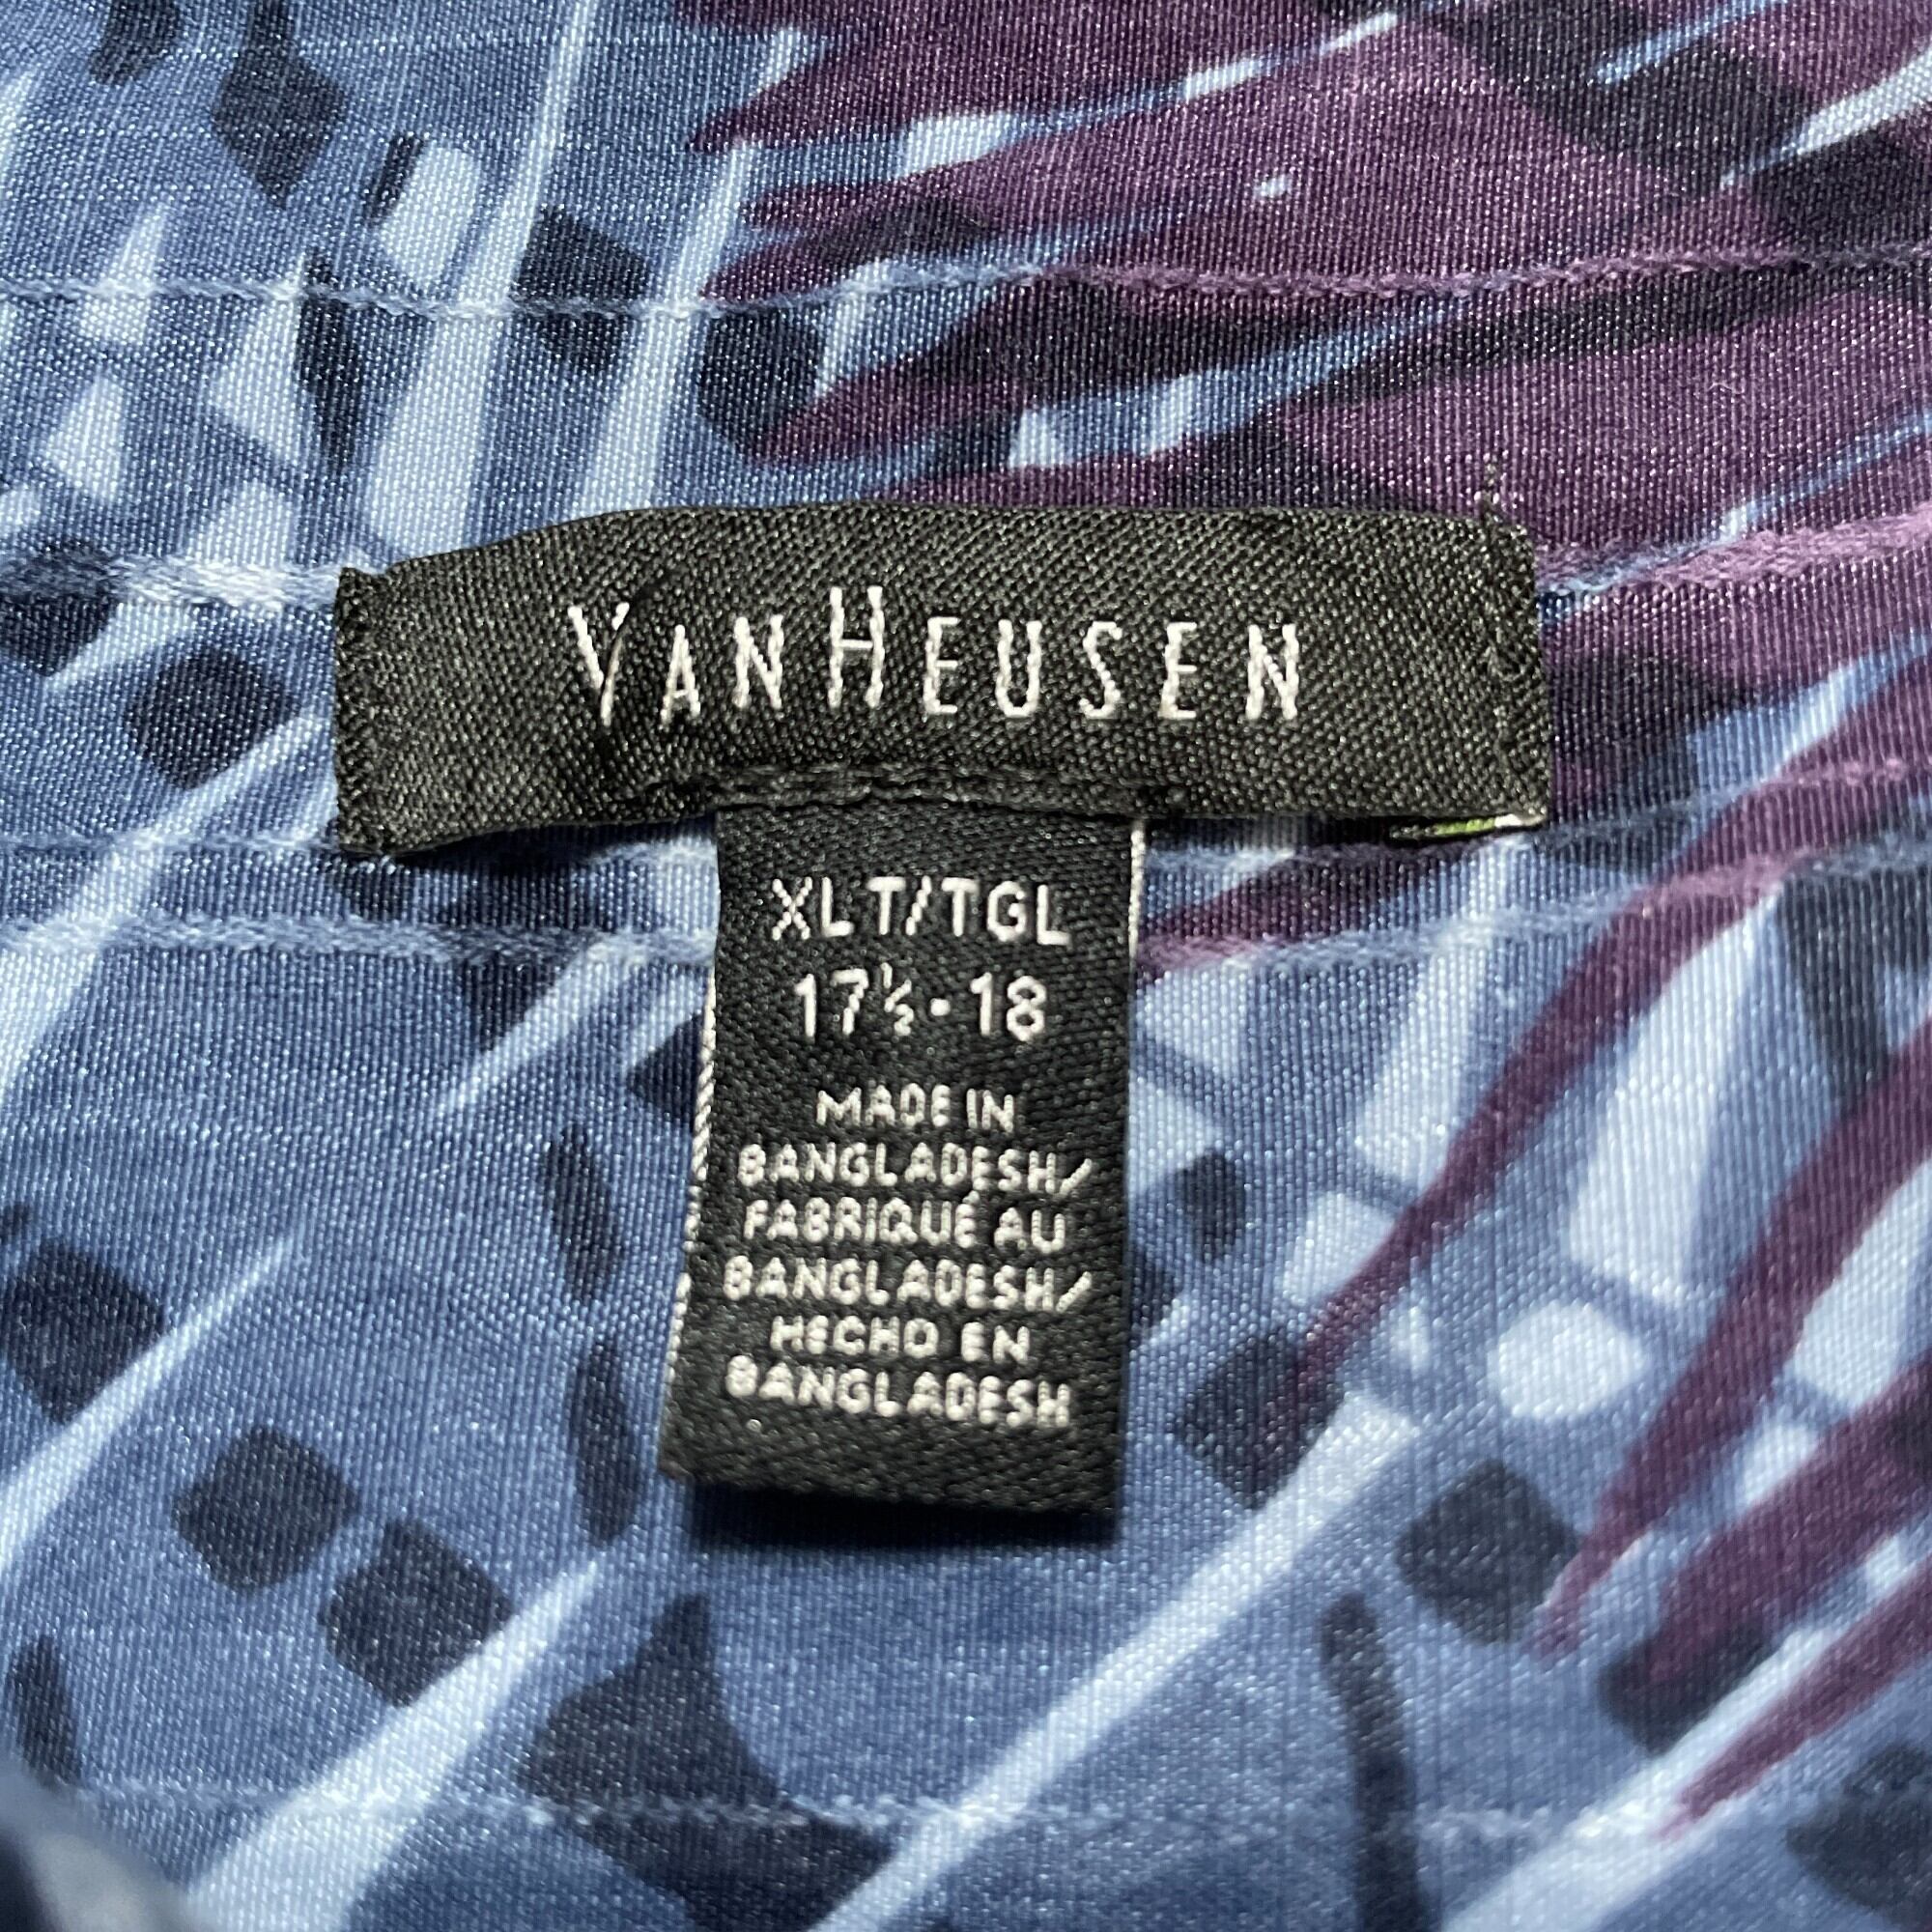 VANHEUSEN
XLT/TGL
17½-18
MADE IN
BANGLADESH/
FABRIQUÉ AU
BANGLADESH/
HECHO EN
BANGLADESH